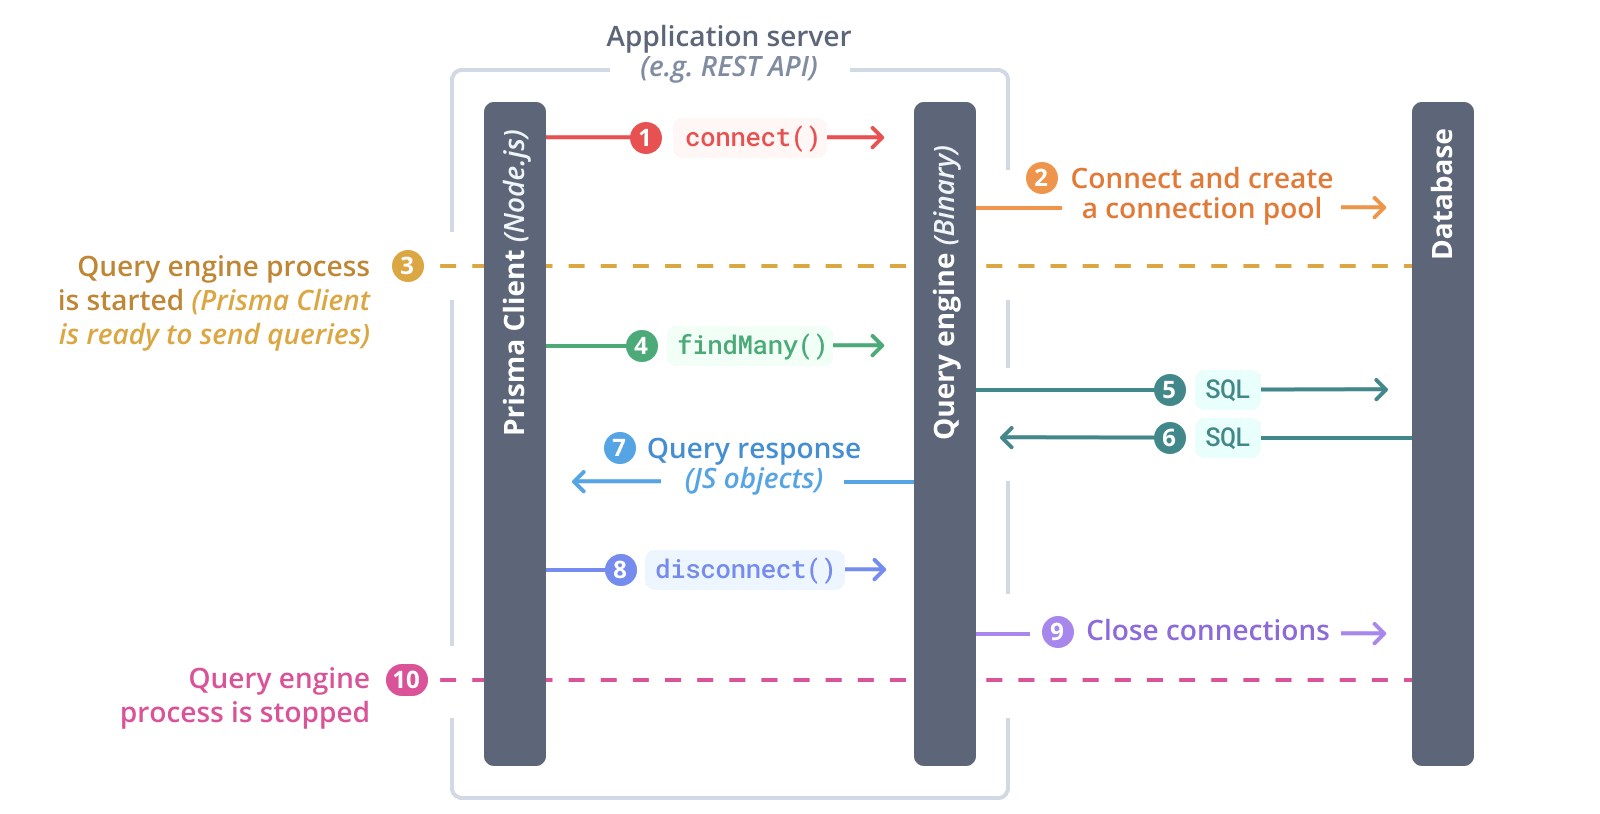 Application server
(e.g. REST API)
Prisma Client (Node.js)
Query engine (Binary)
Database
1 connect()
2 Connect and create
a connection pool
Query engine process 3
is started (Prisma Client
is ready to send queries)
4 findMany()
5 SQL
6 SQL
7 Query response
(JS objects)
8 disconnect()
9 Close connections
Query engine 10
process is stopped